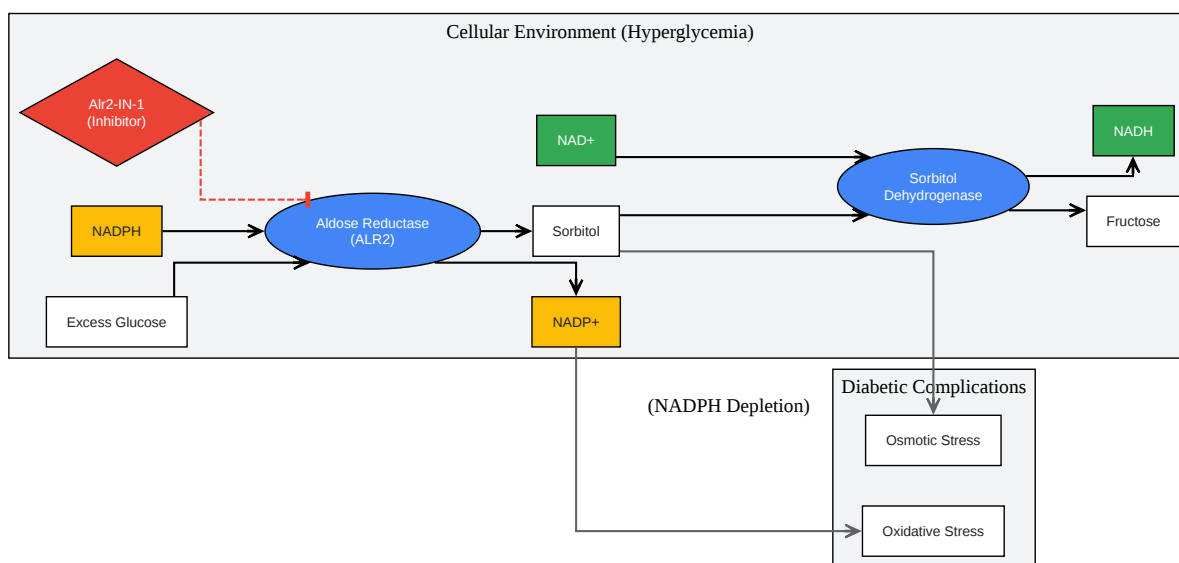 Cellular Environment (Hyperglycemia)
Alr2-IN-1
(Inhibitor)
NAD+
NADH
Sorbitol
Dehydrogenase
NADPH
Aldose Reductase
(ALR2)
Sorbitol
Fructose
Excess Glucose
NADP+
(NADPH Depletion)
Diabetic Complications
Osmotic Stress
Oxidative Stress